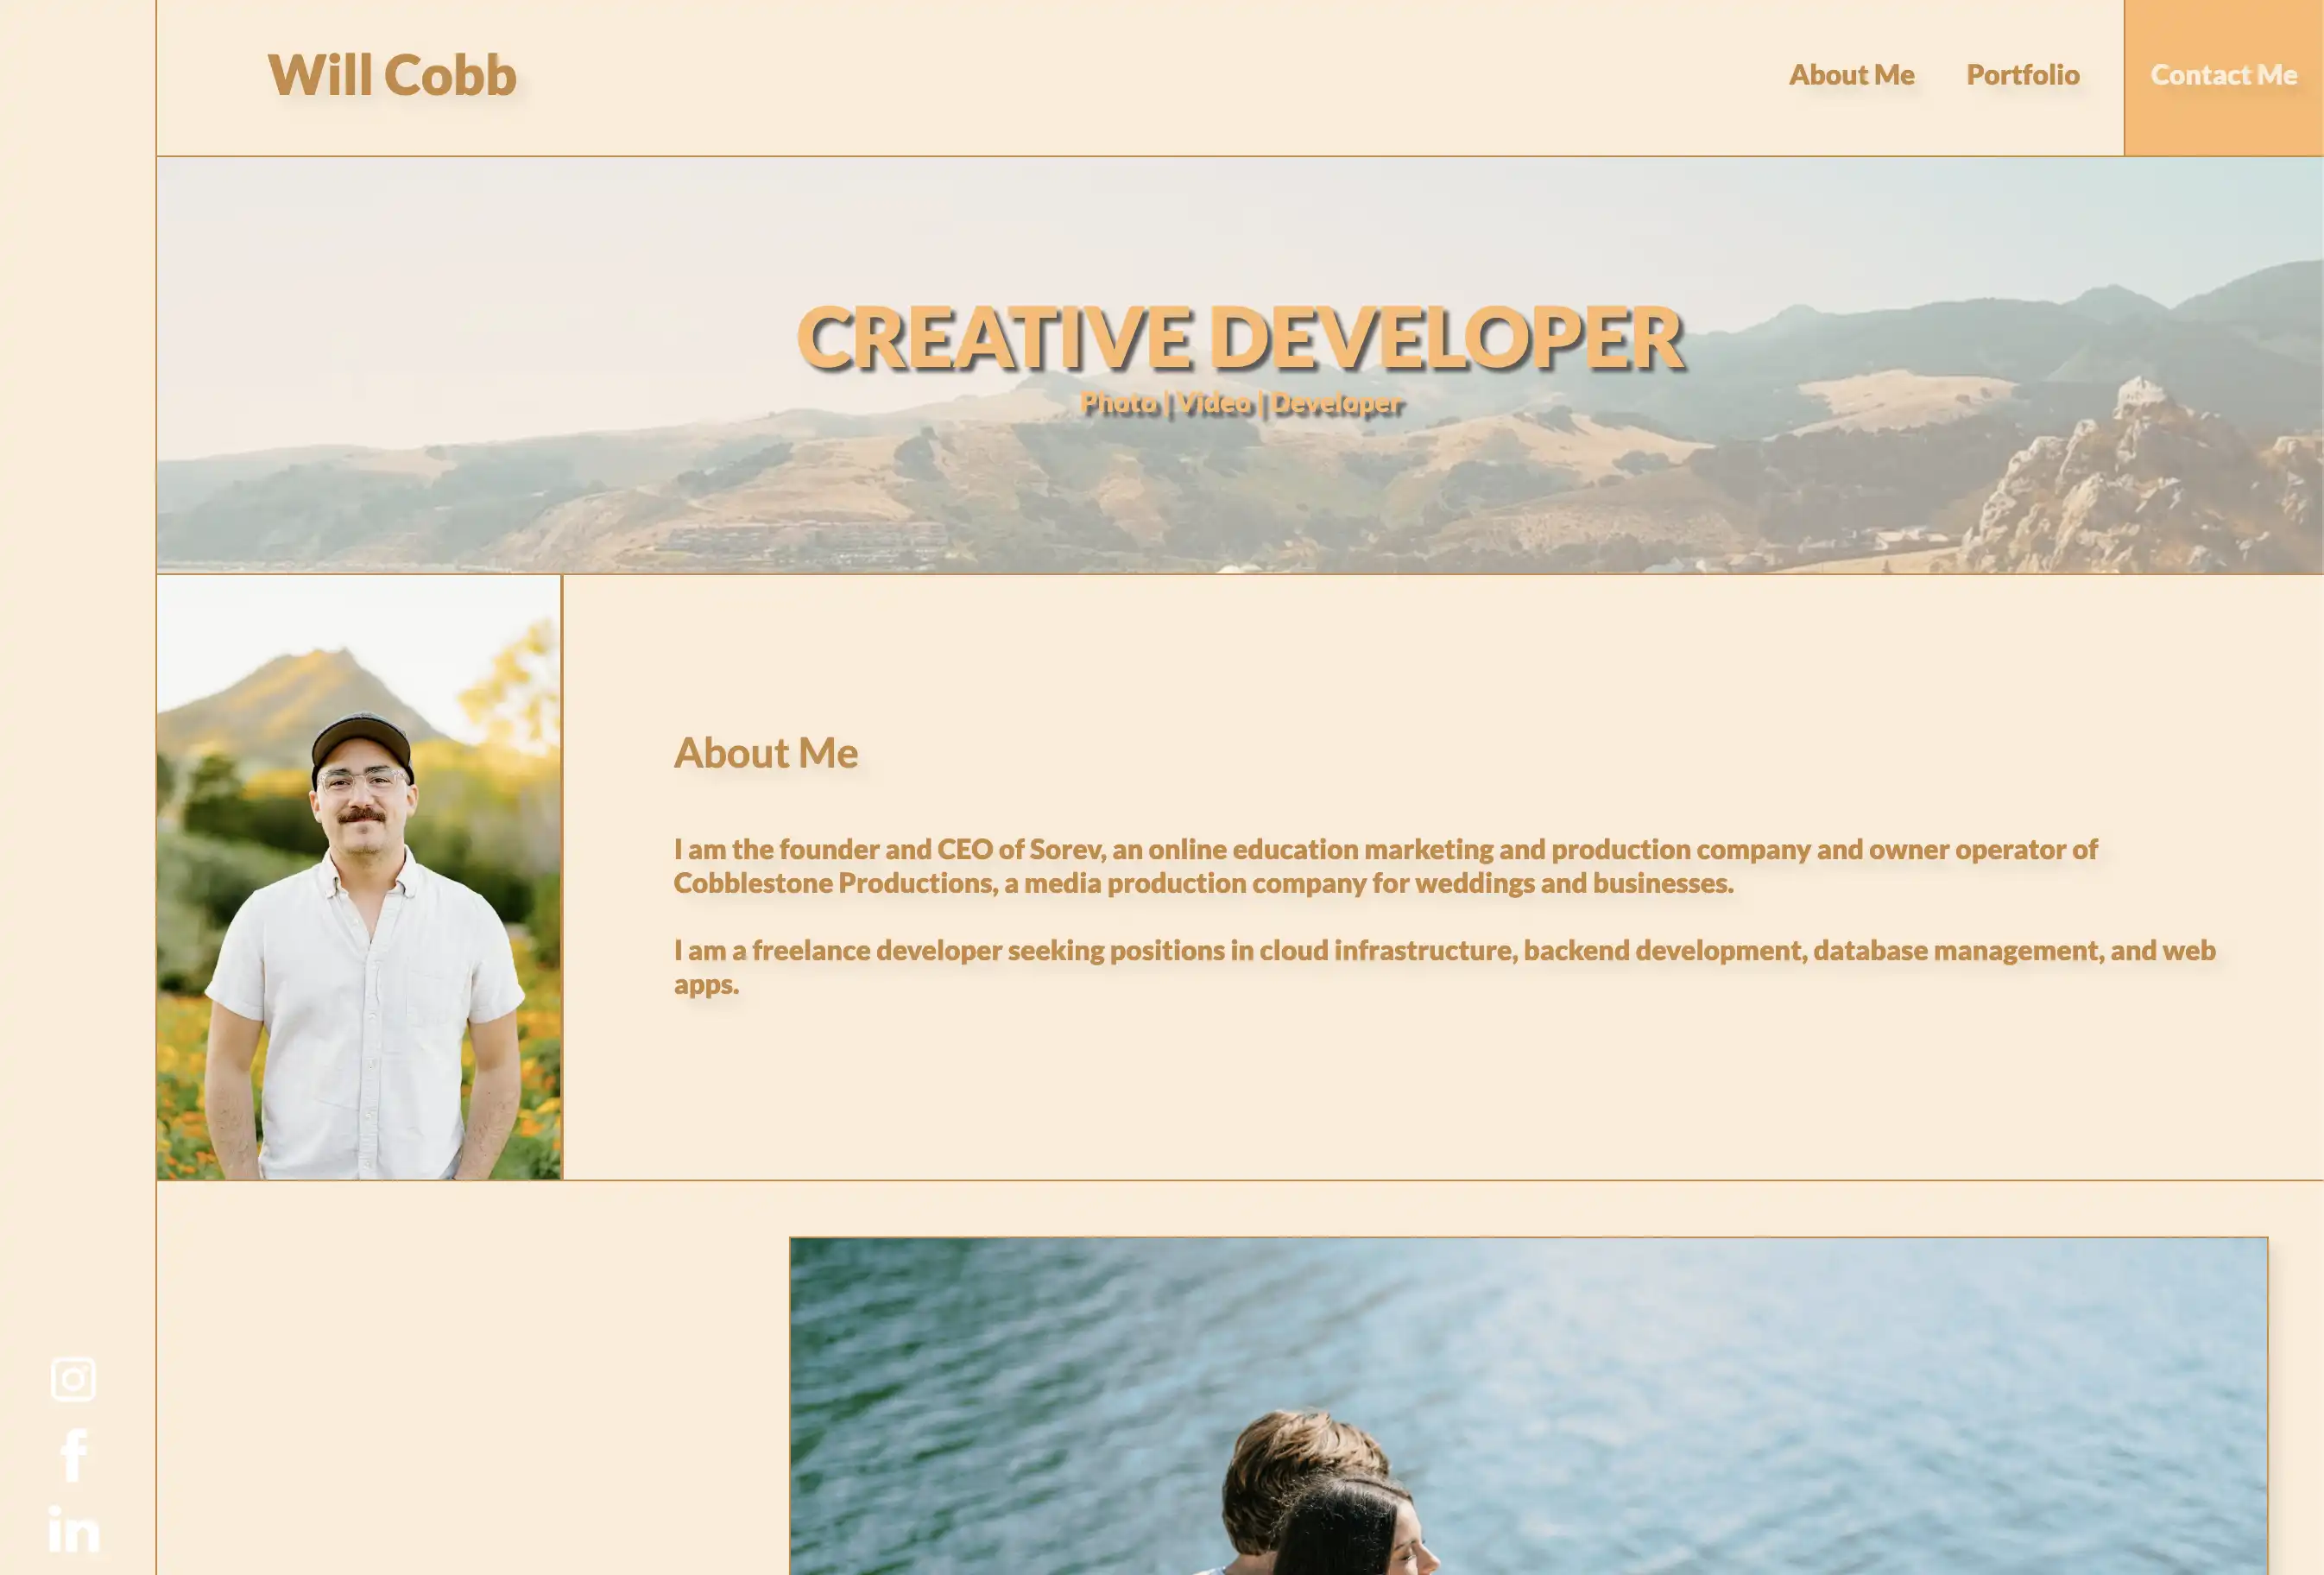 Will Cobb
About Me
Portfolio
Contact Me
CREATIVE DEVELOPER
Photo | Video | Developer
About Me
I am the founder and CEO of Sorev, an online education marketing and production company and owner operator of
Cobblestone Productions, a media production company for weddings and businesses.
I am a freelance developer seeking positions in cloud infrastructure, backend development, database management, and web
apps.